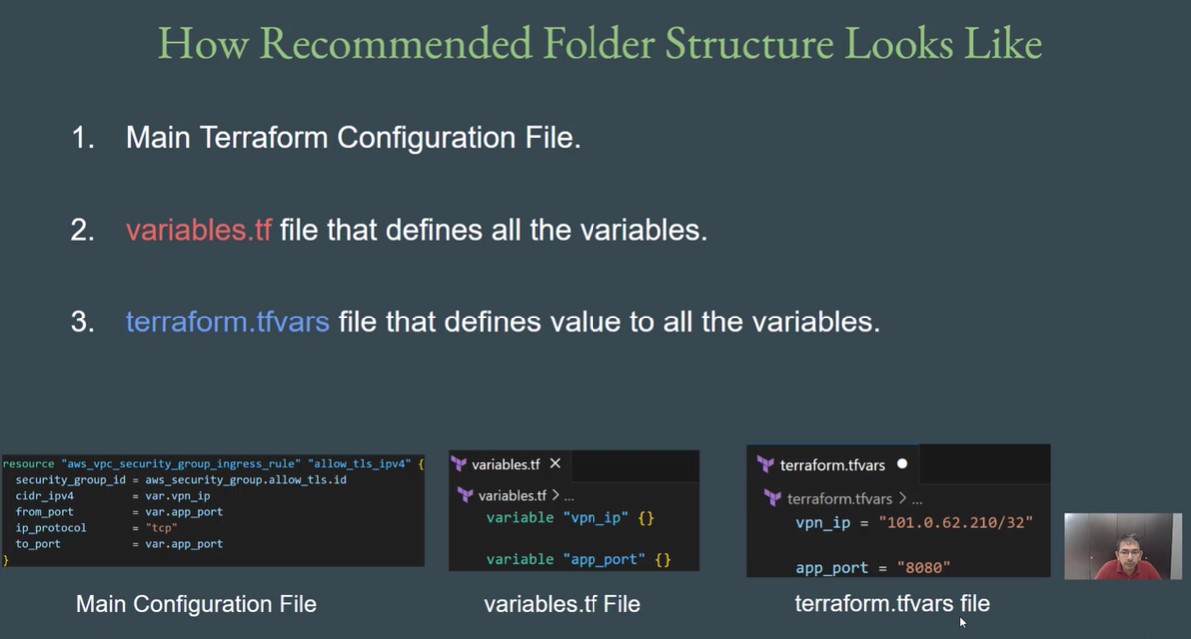 How Recommended Folder Structure Looks Like
1. Main Terraform Configuration File.
2. variables.tf file that defines all the variables.
3. terraform.tfvars file that defines value to all the variables.
resource "aws_vpc_security_group_ingress_rule" "allow_tls_ipv4" {
security_group_id = aws_security_group.allow_tls.id
cidr_ipv4 = var.vpn_ip
from_port = var.app_port
ip_protocol = "tcp"
to_port = var.app_port
}
Main Configuration File
variables.tf ×
variables.tf > ...
variable "vpn_ip" {}
variable "app_port" {}
variables.tf File
terraform.tfvars ●
terraform.tfvars > ...
vpn_ip = "101.0.62.210/32"
app_port = "8080"
terraform.tfvars file